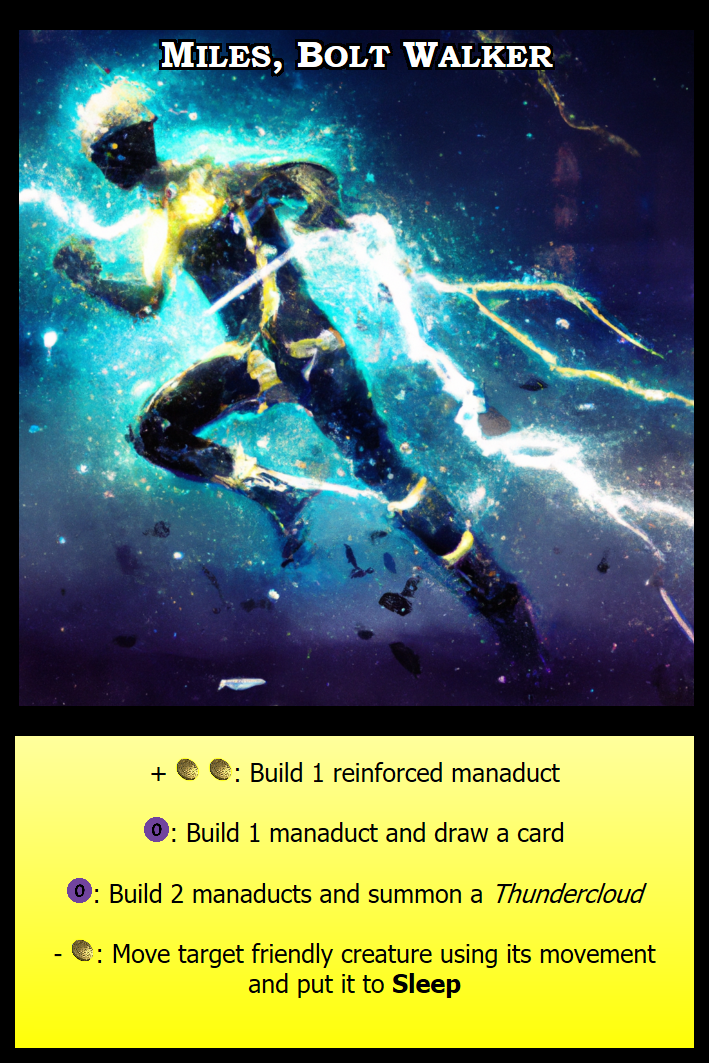 Miles, Bolt Walker
+ : Build 1 reinforced manaduct
0: Build 1 manaduct and draw a card
0: Build 2 manaducts and summon a Thundercloud
- : Move target friendly creature using its movement
and put it to Sleep